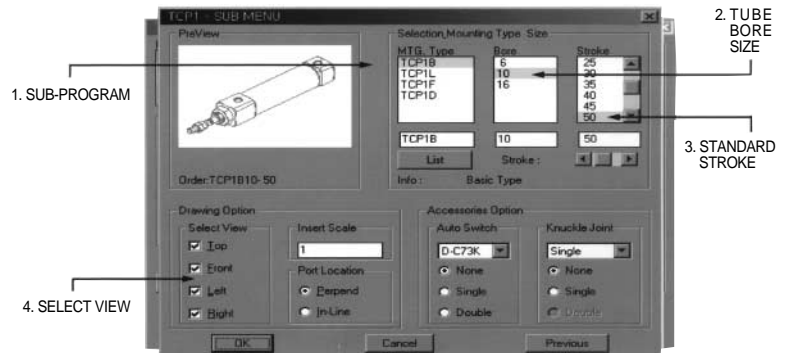 TCP1 - SUB MENU
PreView
Order:TCP1B10-50
Selection,Mounting Type Size
MTG. Type
TCP1B
TCP1L
TCP1F
TCP1D
TCP1B
List
Bore
6
10
16
10
Stroke
25
30
35
40
45
50
50
Stroke :
Info : Basic Type
Drawing Option
Select View
Top
Front
Left
Right
Insert Scale
1
Port Location
Perpend
In-Line
Accessories Option
Auto Switch
D-C73K
None
Single
Double
Knuckle Joint
Single
None
Single
Double
OK
Cancel
Previous
1. SUB-PROGRAM
2. TUBE
BORE
SIZE
3. STANDARD
STROKE
4. SELECT VIEW